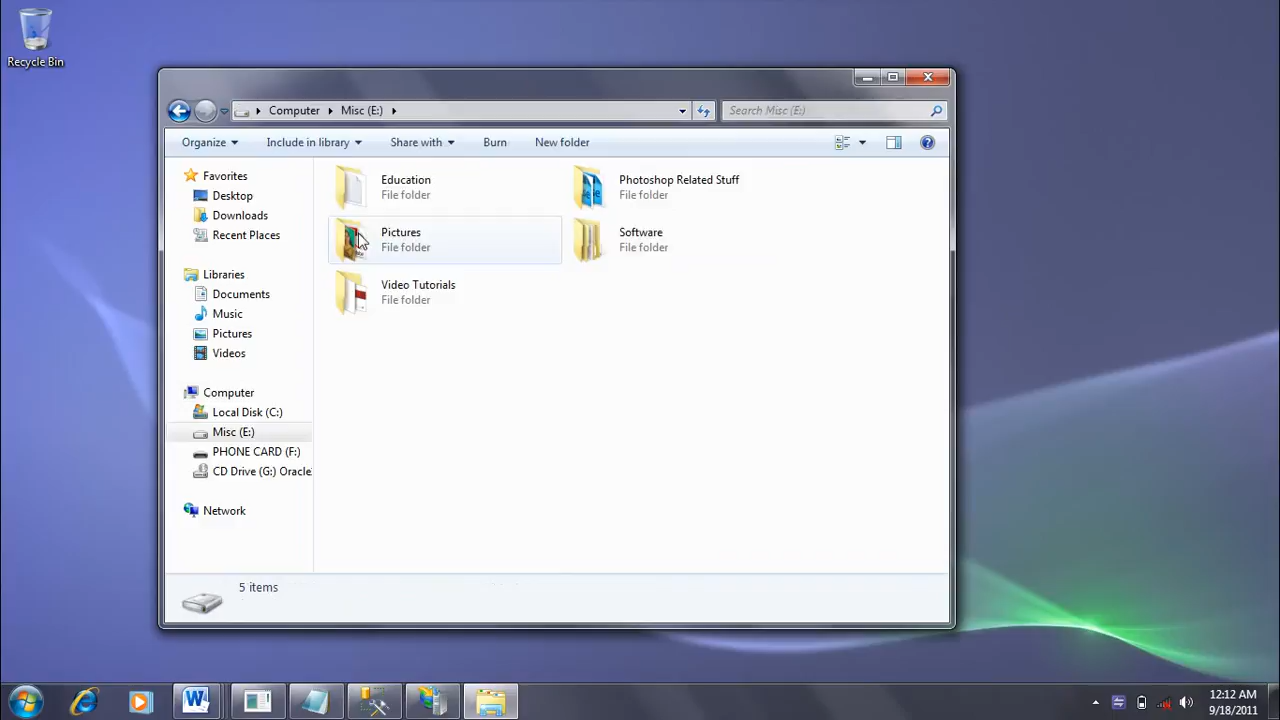 Recycle Bin
Computer Misc (E:)
Search Misc (E:)
Organize Include in library Share with Burn New folder
Favorites
Desktop
Downloads
Recent Places
Libraries
Documents
Music
Pictures
Videos
Computer
Local Disk (C:)
Misc (E:)
PHONE CARD (F:)
CD Drive (G:) Oracle
Network
Education
File folder
Photoshop Related Stuff
File folder
Pictures
File folder
Software
File folder
Video Tutorials
File folder
5 items
12:12 AM
9/18/2011